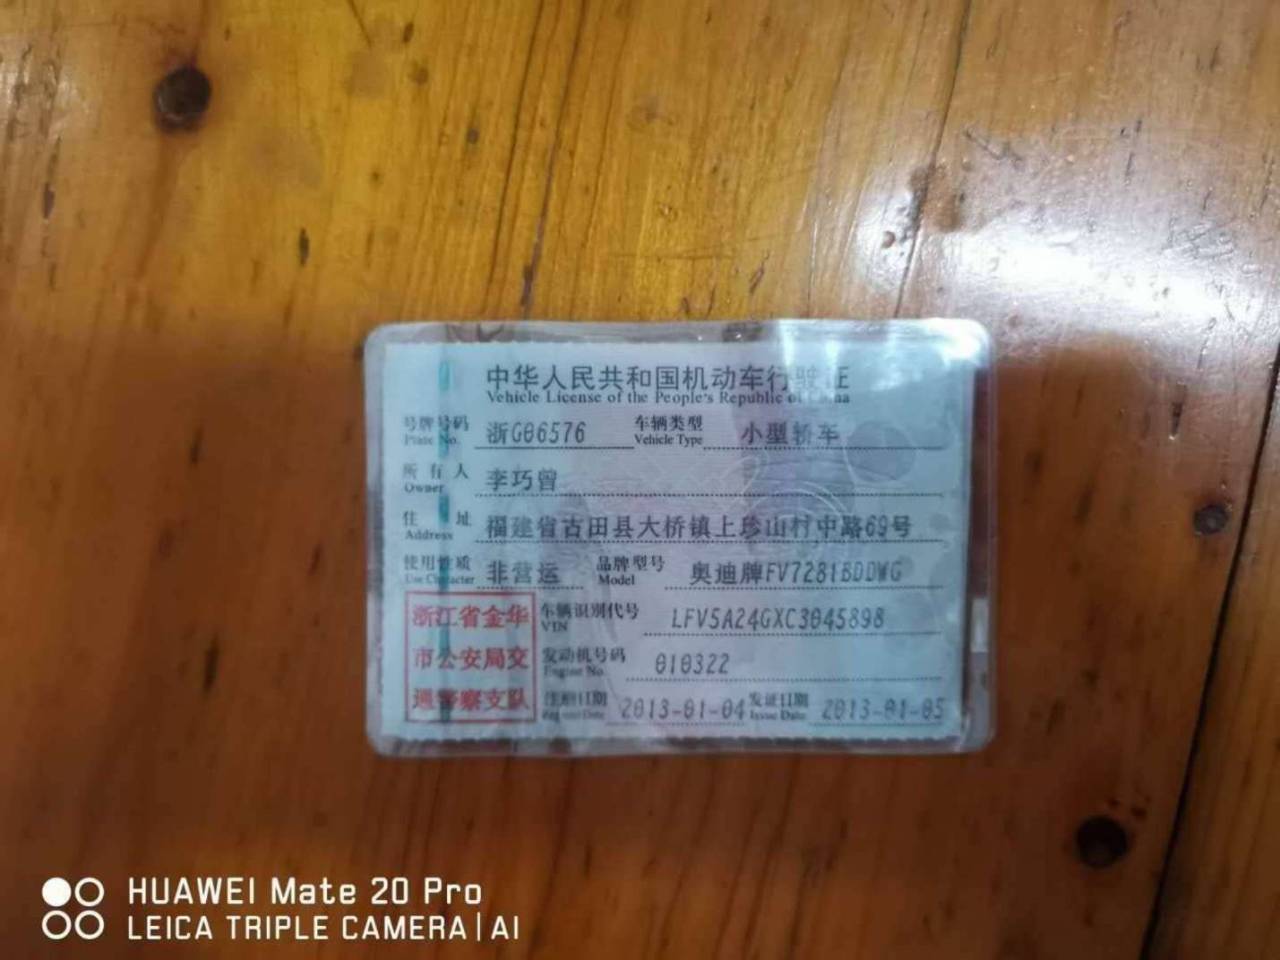 中华人民共和国机动车行驶证
Vehicle License of the People's Republic of China
号牌号码 浙G06576 车辆类型 小型轿车
Plate No. Vehicle Type
所有人 李巧曾
Owner
住址 福建省古田县大桥镇上珍山村中路69号
Address
使用性质 非营运 品牌型号 奥迪牌FV7281BDDWG
Use Character Model
浙江省金华 车辆识别代号 LFV5A24GXC3045898
VIN
市公安局交 发动机号码 010322
Engine No.
通警察支队 注册日期 2013-01-04 发证日期 2013-01-05
Register Date Issue Date
HUAWEI Mate 20 Pro
LEICA TRIPLE CAMERA | AI